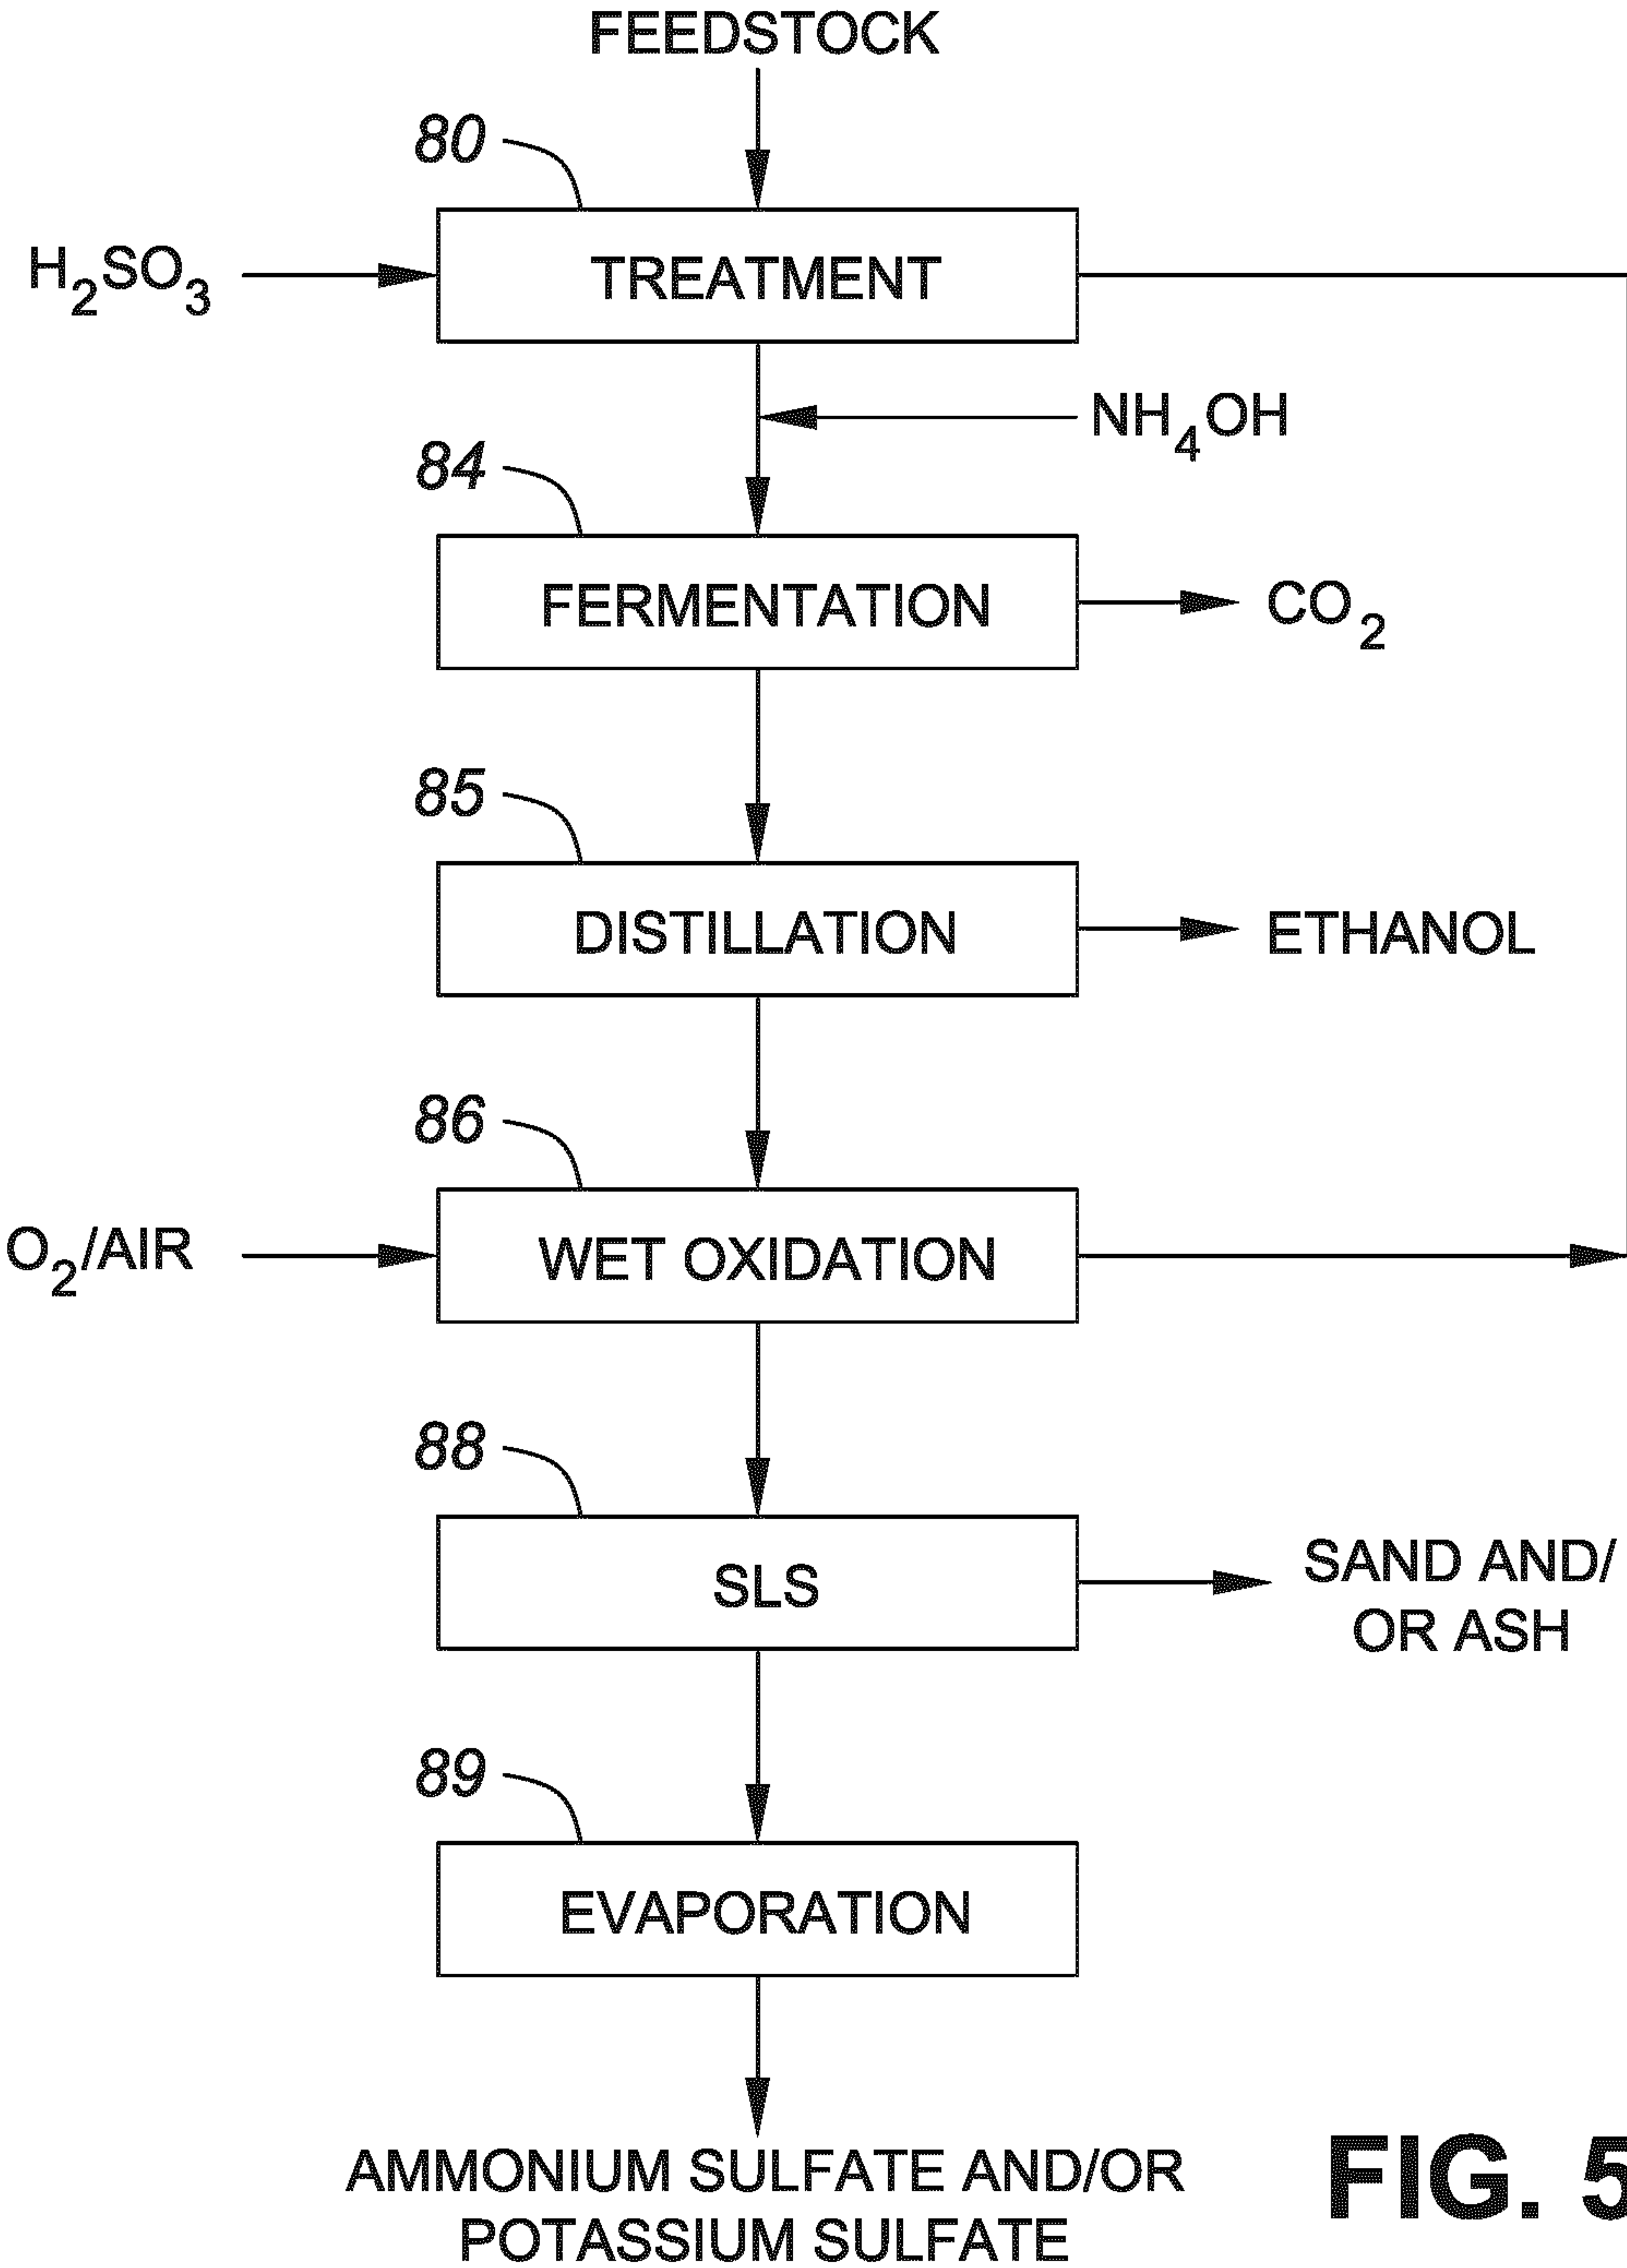 FEEDSTOCK
80
H₂SO₃
TREATMENT
NH₄OH
84
FERMENTATION
CO₂
85
DISTILLATION
ETHANOL
86
O₂/AIR
WET OXIDATION
88
SLS
SAND AND/
OR ASH
89
EVAPORATION
AMMONIUM SULFATE AND/OR
POTASSIUM SULFATE
FIG. 5